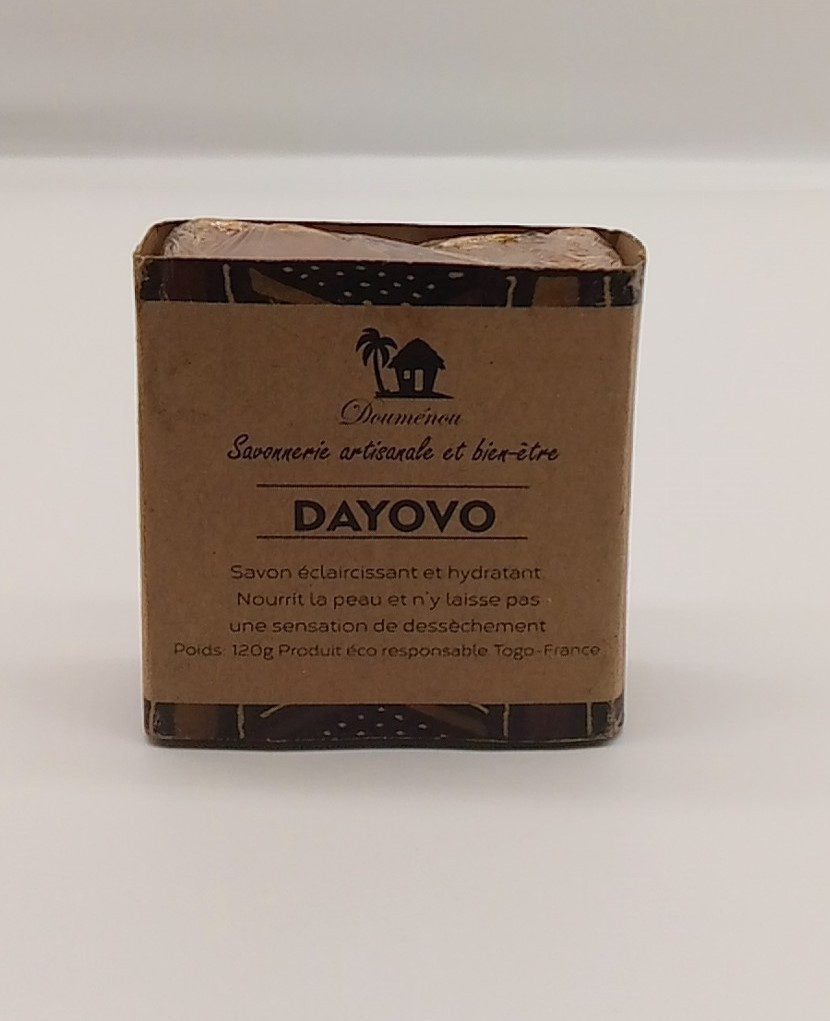 Douménou
Savonnerie artisanale et bien-être
DAYOVO
Savon éclaircissant et hydratant.
Nourrit la peau et n'y laisse pas
une sensation de dessèchement
Poids: 120g Produit éco responsable Togo-France